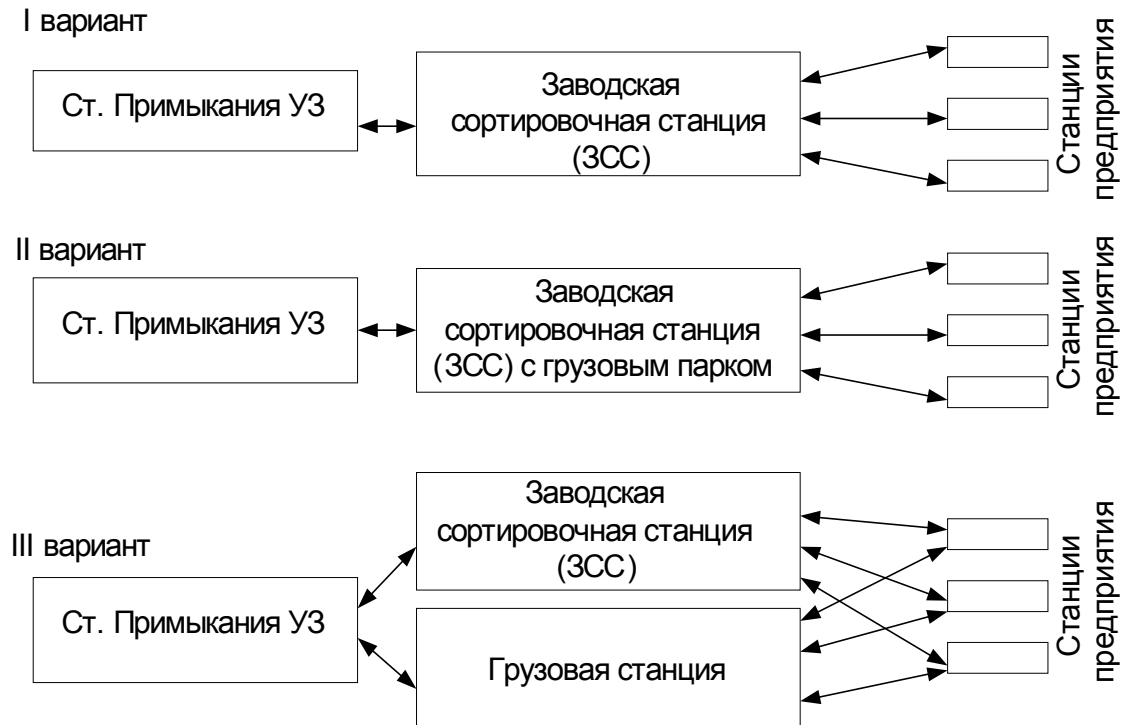 I вариант
Ст. Примыкания УЗ
Заводская
сортировочная станция
(ЗСС)
Станции
предприятия
II вариант
Ст. Примыкания УЗ
Заводская
сортировочная станция
(ЗСС) с грузовым парком
Станции
предприятия
III вариант
Ст. Примыкания УЗ
Заводская
сортировочная станция
(ЗСС)
Грузовая станция
Станции
предприятия